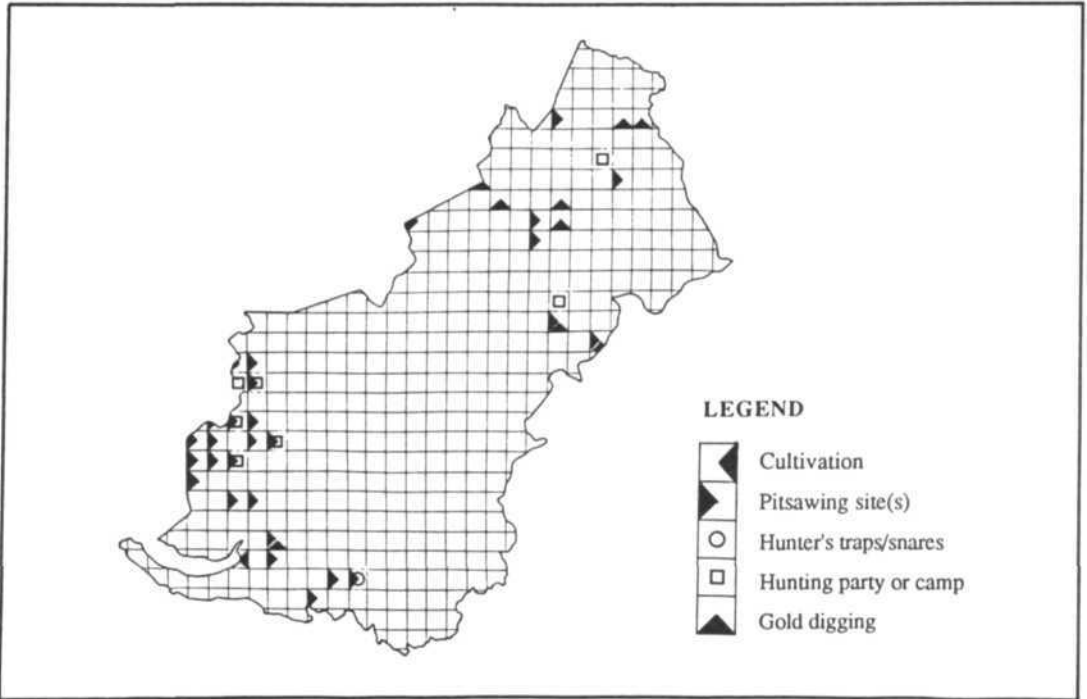 LEGEND
Cultivation
Pitsawing site(s)
Hunter's traps/snares
Hunting party or camp
Gold digging